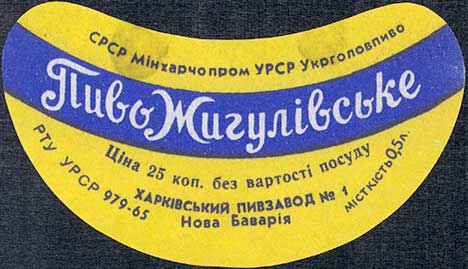 СРСР Мінхарчопром УРСР Укрголовпиво
Пиво Жигулівське
Ціна 25 коп. без вартості посуду
РТУ УРСР 979-65
ХАРКІВСЬКИЙ ПИВЗАВОД № 1
Нова Баварія
МІСТКІСТЬ 0,5 л.